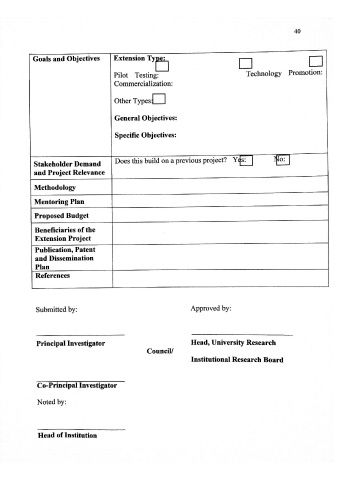 40
Goals and Objectives
Extension Type:
Pilot Testing: Technology Promotion:
Commercialization:
Other Types:
General Objectives:
Specific Objectives:
Stakeholder Demand
and Project Relevance
Does this build on a previous project? Yes: No:
Methodology
Mentoring Plan
Proposed Budget
Beneficiaries of the
Extension Project
Publication, Patent
and Dissemination
Plan
References
Submitted by: Approved by:
Principal Investigator Head, University Research
Council/
Institutional Research Board
Co-Principal Investigator
Noted by:
Head of Institution